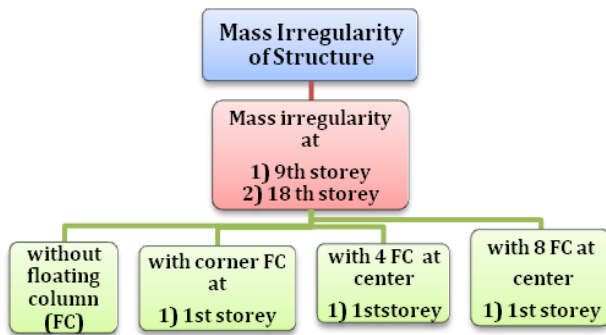 Mass Irregularity
of Structure
Mass irregularity
at
1) 9th storey
2) 18 th storey
without
floating
column
(FC)
with corner FC
at
1) 1st storey
with 4 FC at
center
1) 1ststorey
with 8 FC at
center
1) 1st storey